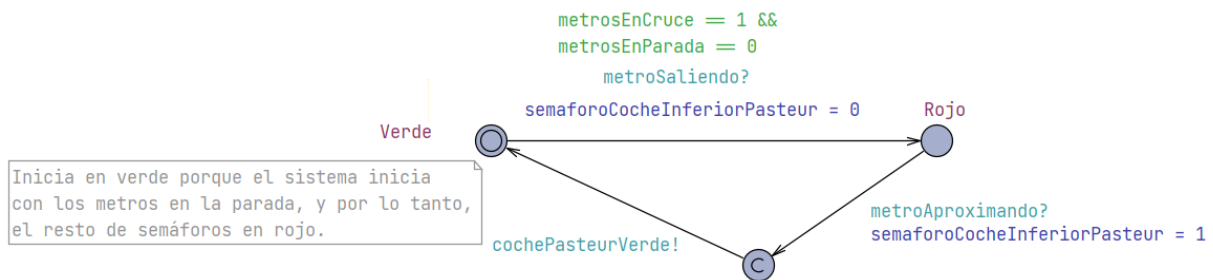 metrosEnCruce == 1 &&
metrosEnParada == 0
metroSaliendo?
semaforoCocheInferiorPasteur = 0
Verde
Rojo
Inicia en verde porque el sistema inicia
con los metros en la parada, y por lo tanto,
el resto de semáforos en rojo.
metroAproximando?
semaforoCocheInferiorPasteur = 1
cochePasteurVerde!
C